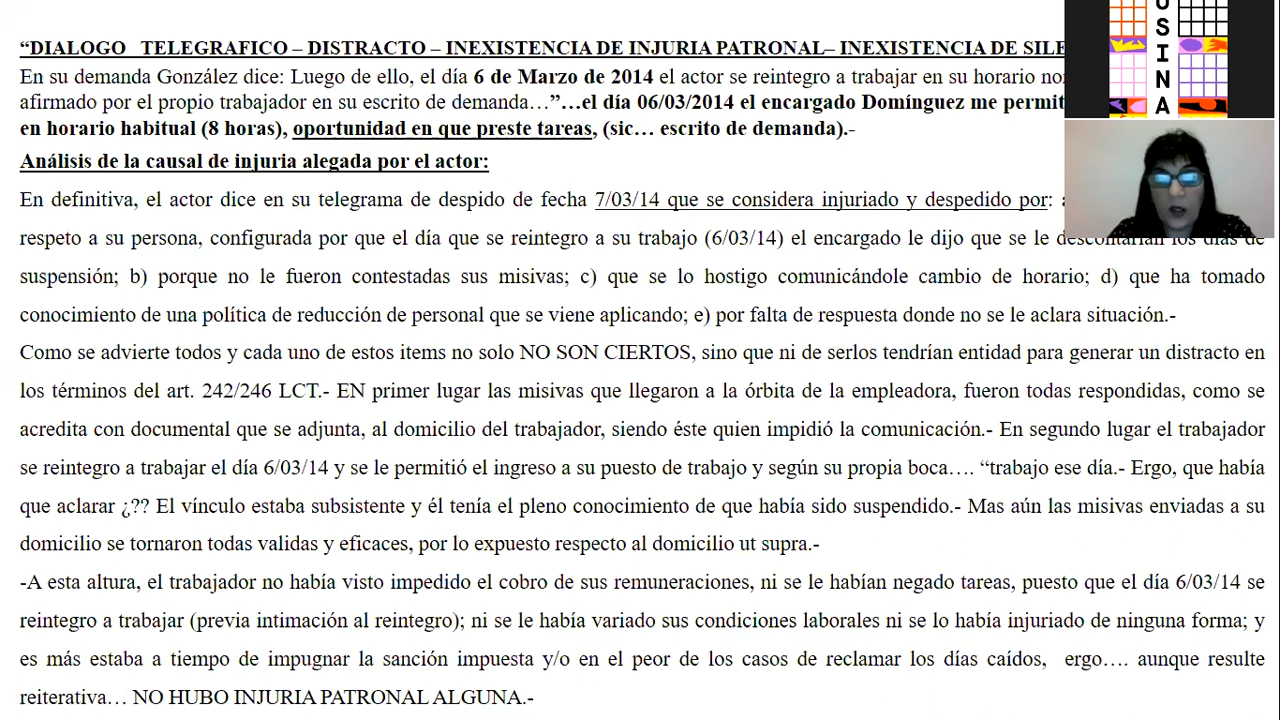 “DIALOGO TELEGRAFICO – DISTRACTO – INEXISTENCIA DE INJURIA PATRONAL– INEXISTENCIA DE
En su demanda González dice: Luego de ello, el día 6 de Marzo de 2014 el actor se reintegro a trabajar en su horario
afirmado por el propio trabajador en su escrito de demanda…”…el día 06/03/2014 el encargado Domínguez me
en horario habitual (8 horas), oportunidad en que preste tareas, (sic… escrito de demanda).-
Análisis de la causal de injuria alegada por el actor:
En definitiva, el actor dice en su telegrama de despido de fecha 7/03/14 que se considera injuriado y despedido por:
respeto a su persona, configurada por que el día que se reintegro a su trabajo (6/03/14) el encargado le dijo que se le descontarían los días de
suspensión; b) porque no le fueron contestadas sus misivas; c) que se lo hostigo comunicándole cambio de horario; d) que ha tomado
conocimiento de una política de reducción de personal que se viene aplicando; e) por falta de respuesta donde no se le aclara situación.-
Como se advierte todos y cada uno de estos items no solo NO SON CIERTOS, sino que ni de serlos tendrían entidad para generar un distracto en
los términos del art. 242/246 LCT.- EN primer lugar las misivas que llegaron a la órbita de la empleadora, fueron todas respondidas, como se
acredita con documental que se adjunta, al domicilio del trabajador, siendo éste quien impidió la comunicación.- En segundo lugar el trabajador
se reintegro a trabajar el día 6/03/14 y se le permitió el ingreso a su puesto de trabajo y según su propia boca…. “trabajo ese día.- Ergo, que había
que aclarar ¿?? El vínculo estaba subsistente y él tenía el pleno conocimiento de que había sido suspendido.- Mas aún las misivas enviadas a su
domicilio se tornaron todas validas y eficaces, por lo expuesto respecto al domicilio ut supra.-
-A esta altura, el trabajador no había visto impedido el cobro de sus remuneraciones, ni se le habían negado tareas, puesto que el día 6/03/14 se
reintegro a trabajar (previa intimación al reintegro); ni se le había variado sus condiciones laborales ni se lo había injuriado de ninguna forma; y
es más estaba a tiempo de impugnar la sanción impuesta y/o en el peor de los casos de reclamar los días caídos, ergo…. aunque resulte
reiterativa… NO HUBO INJURIA PATRONAL ALGUNA.-
USINA